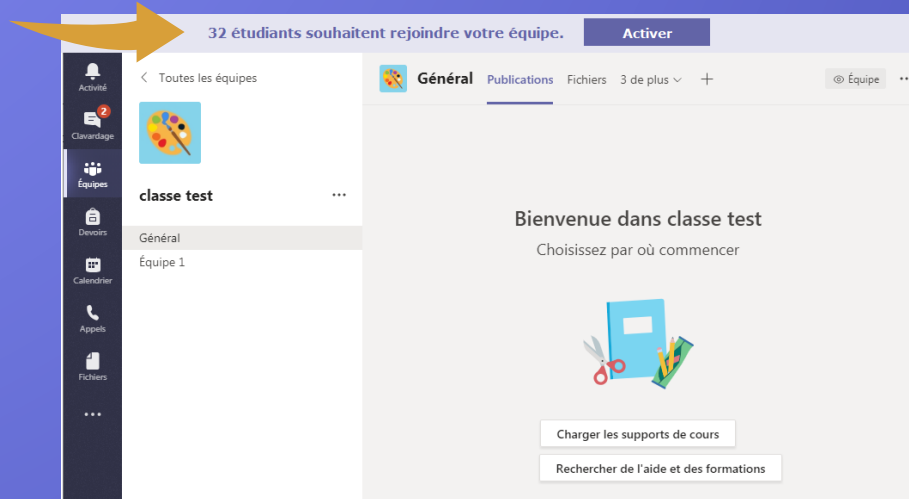 32 étudiants souhaitent rejoindre votre équipe.
Activer
Activité
2
Clavardage
Équipes
Devoirs
Calendrier
Appels
Fichiers
Toutes les équipes
classe test
Général
Équipe 1
Général Publications Fichiers 3 de plus
Équipe
Bienvenue dans classe test
Choisissez par où commencer
Charger les supports de cours
Rechercher de l'aide et des formations